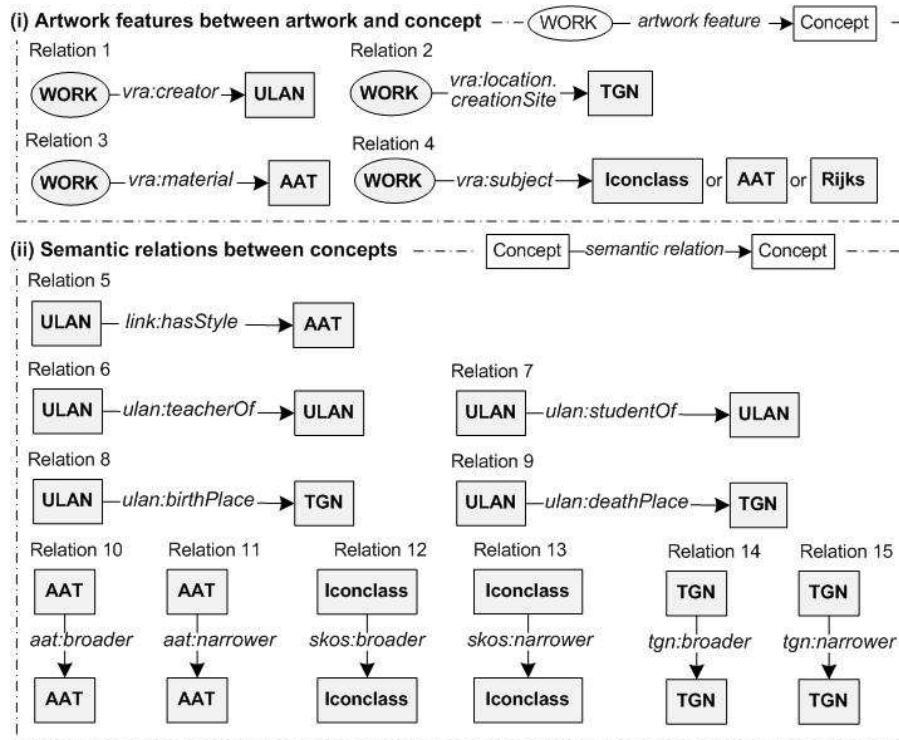 (i) Artwork features between artwork and concept WORK artwork feature Concept
Relation 1 Relation 2
WORK vra:creator ULAN WORK vra:location. creationSite TGN
Relation 3 Relation 4
WORK vra:material AAT WORK vra:subject Iconclass or AAT or Rijks
(ii) Semantic relations between concepts Concept semantic relation Concept
Relation 5
ULAN link:hasStyle AAT
Relation 6 Relation 7
ULAN ulan:teacherOf ULAN ULAN ulan:studentOf ULAN
Relation 8 Relation 9
ULAN ulan:birthPlace TGN ULAN ulan:deathPlace TGN
Relation 10 Relation 11 Relation 12 Relation 13 Relation 14 Relation 15
AAT AAT Iconclass Iconclass TGN TGN
aat:broader aat:narrower skos:broader skos:narrower tgn:broader tgn:narrower
AAT AAT Iconclass Iconclass TGN TGN